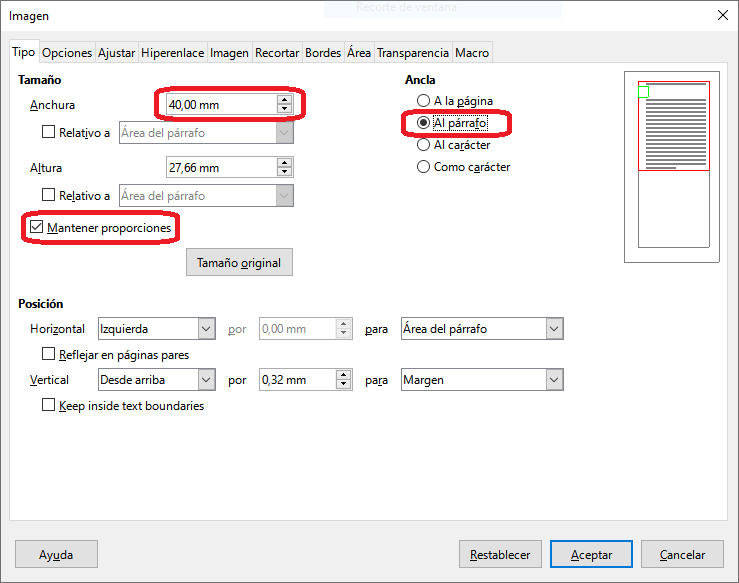 Recorte de ventana
Imagen
Tipo Opciones Ajustar Hiperenlace Imagen Recortar Bordes Área Transparencia Macro
Tamaño
Anchura 40,00 mm
Relativo a Área del párrafo
Altura 27,66 mm
Relativo a Área del párrafo
Mantener proporciones
Tamaño original
Ancla
A la página
Al párrafo
Al carácter
Como carácter
Posición
Horizontal Izquierda por 0,00 mm para Área del párrafo
Reflejar en páginas pares
Vertical Desde arriba por 0,32 mm para Margen
Keep inside text boundaries
Ayuda Restablecer Aceptar Cancelar